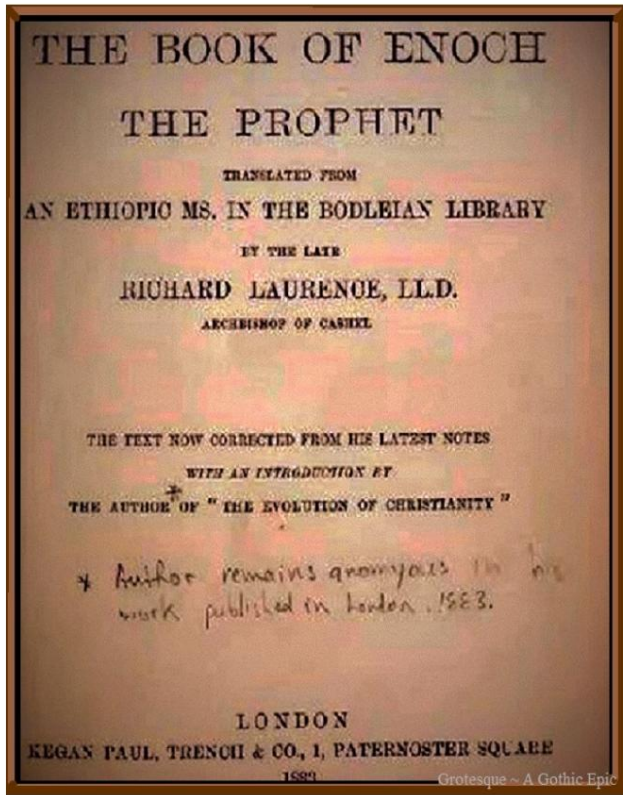 THE BOOK OF ENOCH
THE PROPHET
TRANSLATED FROM
AN ETHIOPIC MS. IN THE BODLEIAN LIBRARY
BY THE LATE
RICHARD LAURENCE, LL.D.
ARCHBISHOP OF CASHEL
THE TEXT NOW CORRECTED FROM HIS LATEST NOTES
WITH AN INTRODUCTION BY
THE AUTHOR * OF "THE EVOLUTION OF CHRISTIANITY"
* Author remains anomyous in his
work published in London. 1883.
LONDON
KEGAN PAUL, TRENCH & CO., 1, PATERNOSTER SQUARE
Grotesque ~ A Gothic Epic